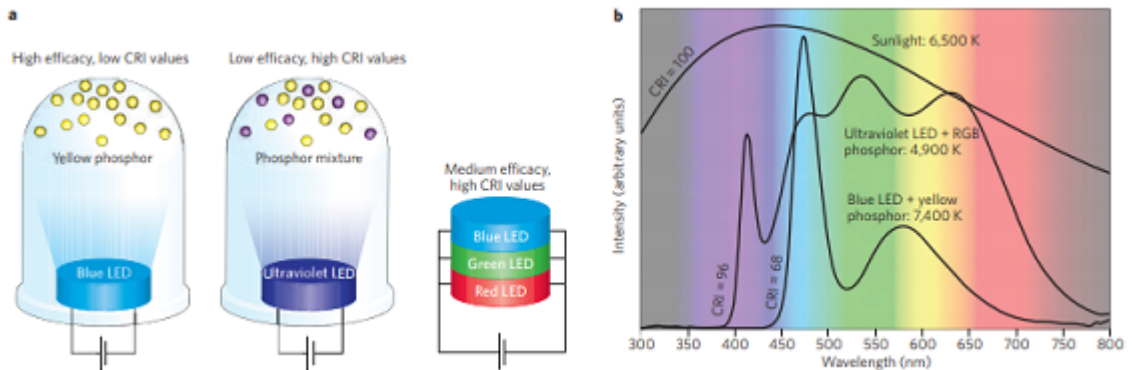 a
High efficacy, low CRI values
Yellow phosphor
Blue LED
Low efficacy, high CRI values
Phosphor mixture
Ultraviolet LED
Medium efficacy,
high CRI values
Blue LED
Green LED
Red LED
b
Intensity (arbitrary units)
CRI = 100
Sunlight: 6,500 K
Ultraviolet LED + RGB
phosphor: 4,900 K
Blue LED + yellow
phosphor: 7,400 K
CRI = 96
CRI = 68
300 350 400 450 500 550 600 650 700 750 800
Wavelength (nm)